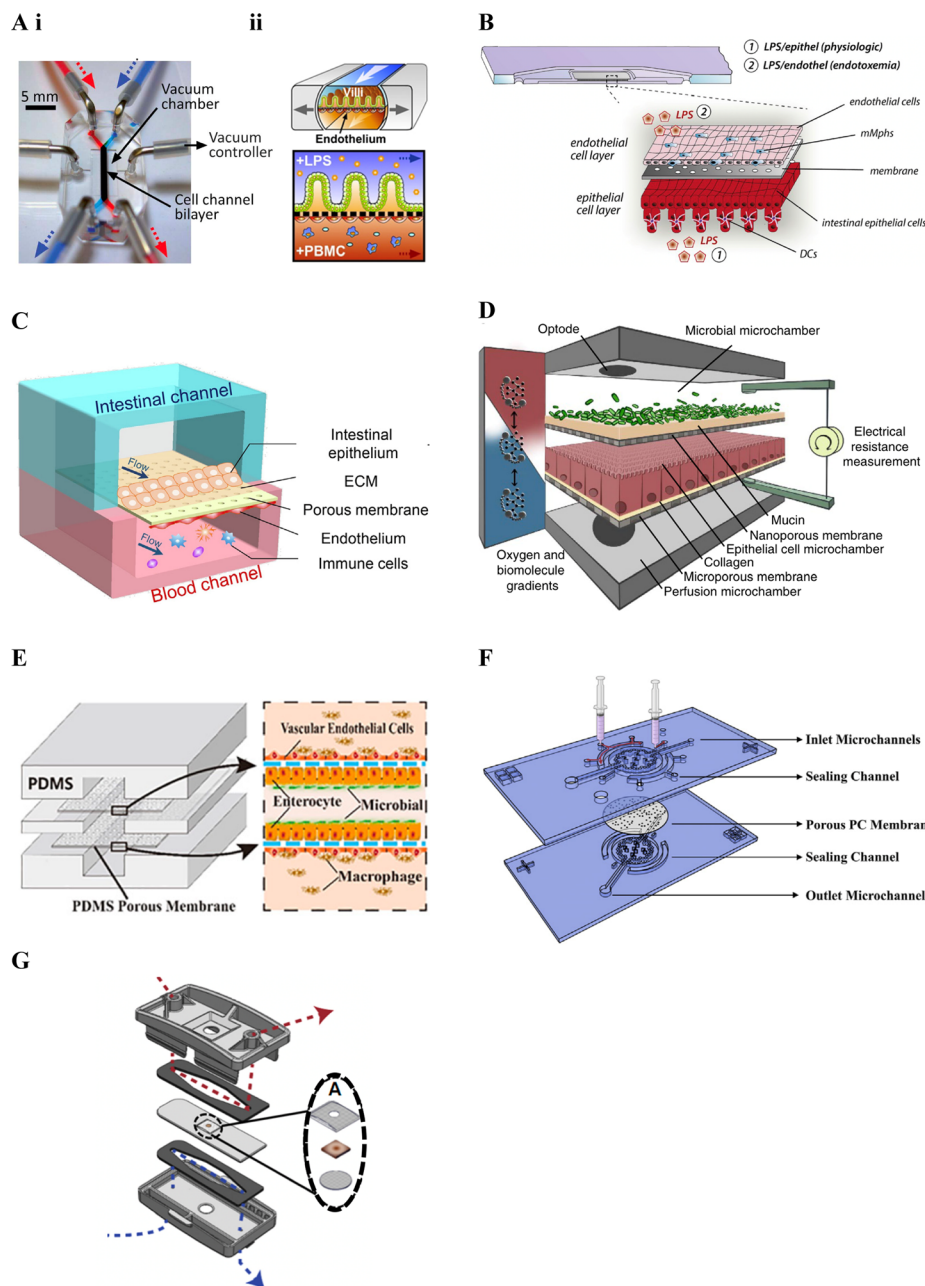 A i
ii
5 mm
Vacuum
chamber
Vacuum
controller
Cell channel
bilayer
Villi
Endothelium
+LPS
+PBMC
B
1 LPS/epithel (physiologic)
2 LPS/endothel (endotoxemia)
LPS 2
endothelial cells
endothelial
cell layer
mMphs
membrane
epithelial
cell layer
intestinal epithelial cells
LPS
1
DCs
C
Intestinal channel
Flow
Intestinal
epithelium
ECM
Porous membrane
Endothelium
Immune cells
Flow
Blood channel
D
Optode
Microbial microchamber
Electrical
resistance
measurement
Mucin
Nanoporous membrane
Epithelial cell microchamber
Collagen
Microporous membrane
Perfusion microchamber
Oxygen and
biomolecule
gradients
E
PDMS
PDMS Porous Membrane
Vascular Endothelial Cells
Enterocyte
Microbial
Macrophage
F
Inlet Microchannels
Sealing Channel
Porous PC Membran
Sealing Channel
Outlet Microchannel
G
A